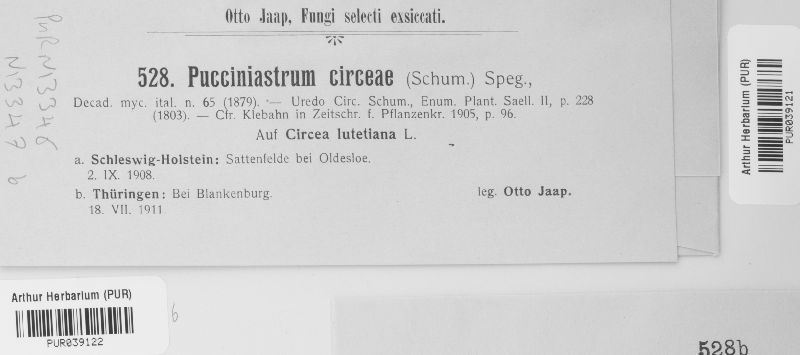 Otto Jaap, Fungi selecti exsiccati.
528. Pucciniastrum circeae (Schum.) Speg.,
Decad. myc. ital. n. 65 (1879). — Uredo Circ. Schum., Enum. Plant. Saell. II, p. 228
(1803). — Cfr. Klebahn in Zeitschr. f. Pflanzenkr. 1905, p. 96.
Auf Circea lutetiana L.
a. Schleswig-Holstein: Sattenfelde bei Oldesloe.
2. IX. 1908.
b. Thüringen: Bei Blankenburg.
18. VII. 1911.
leg. Otto Jaap.
PUR N13346
N13347 b
Arthur Herbarium (PUR)
PUR039121
Arthur Herbarium (PUR)
PUR039122
b
528b